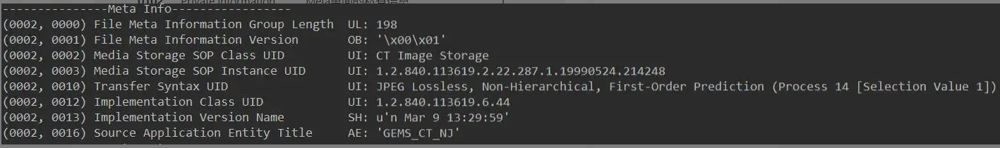 ---------------Meta Info-----------------
(0002, 0000) File Meta Information Group Length  UL: 198
(0002, 0001) File Meta Information Version       OB: '\x00\x01'
(0002, 0002) Media Storage SOP Class UID         UI: CT Image Storage
(0002, 0003) Media Storage SOP Instance UID      UI: 1.2.840.113619.2.22.287.1.19990524.214248
(0002, 0010) Transfer Syntax UID                 UI: JPEG Lossless, Non-Hierarchical, First-Order Prediction (Process 14 [Selection Value 1])
(0002, 0012) Implementation Class UID            UI: 1.2.840.113619.6.44
(0002, 0013) Implementation Version Name         SH: u'n Mar 9 13:29:59'
(0002, 0016) Source Application Entity Title     AE: 'GEMS_CT_NJ'